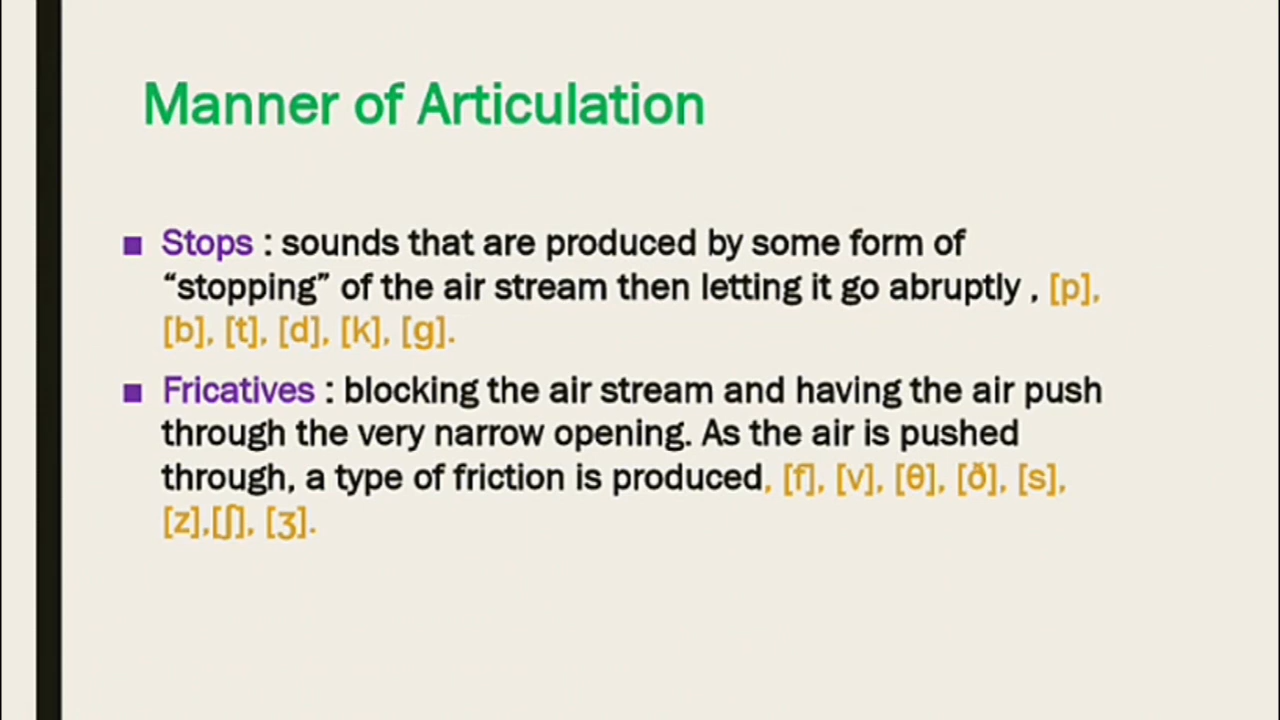 Manner of Articulation
Stops : sounds that are produced by some form of
“stopping” of the air stream then letting it go abruptly , [p],
[b], [t], [d], [k], [g].
Fricatives : blocking the air stream and having the air push
through the very narrow opening. As the air is pushed
through, a type of friction is produced, [f], [v], [θ], [ð], [s],
[z],[ʃ], [ʒ].